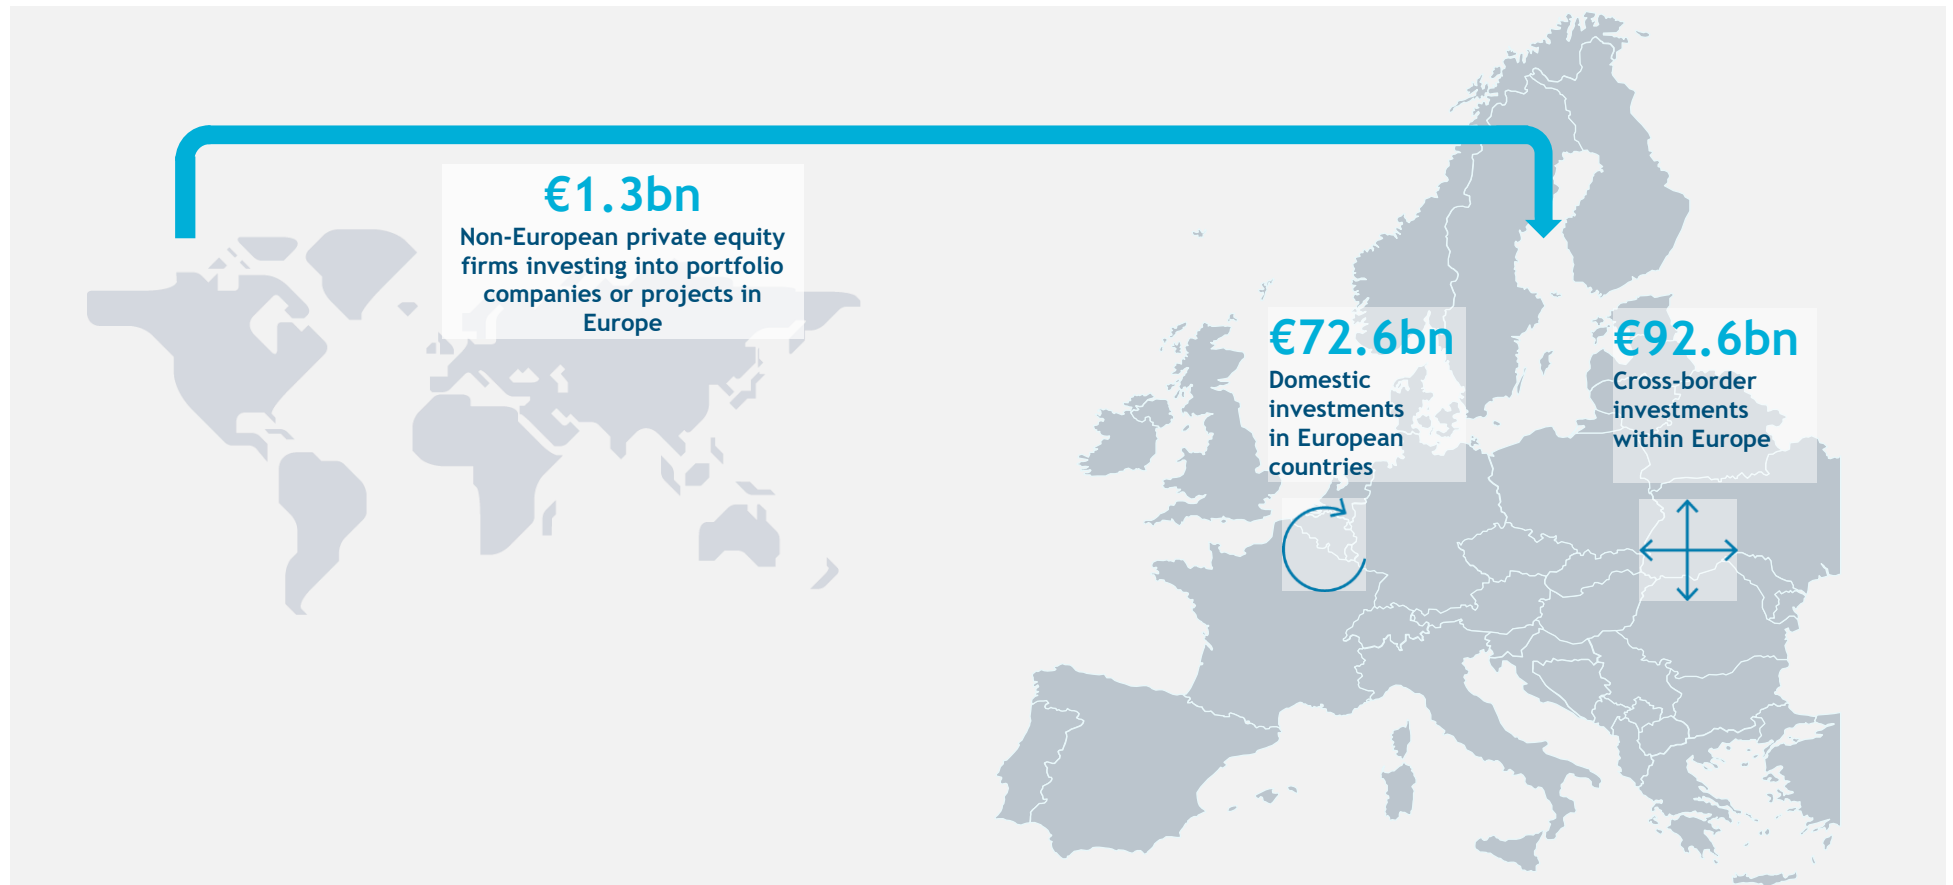 €1.3bn
Non-European private equity
firms investing into portfolio
companies or projects in
Europe
€72.6bn
Domestic
investments
in European
countries
€92.6bn
Cross-border
investments
within Europe